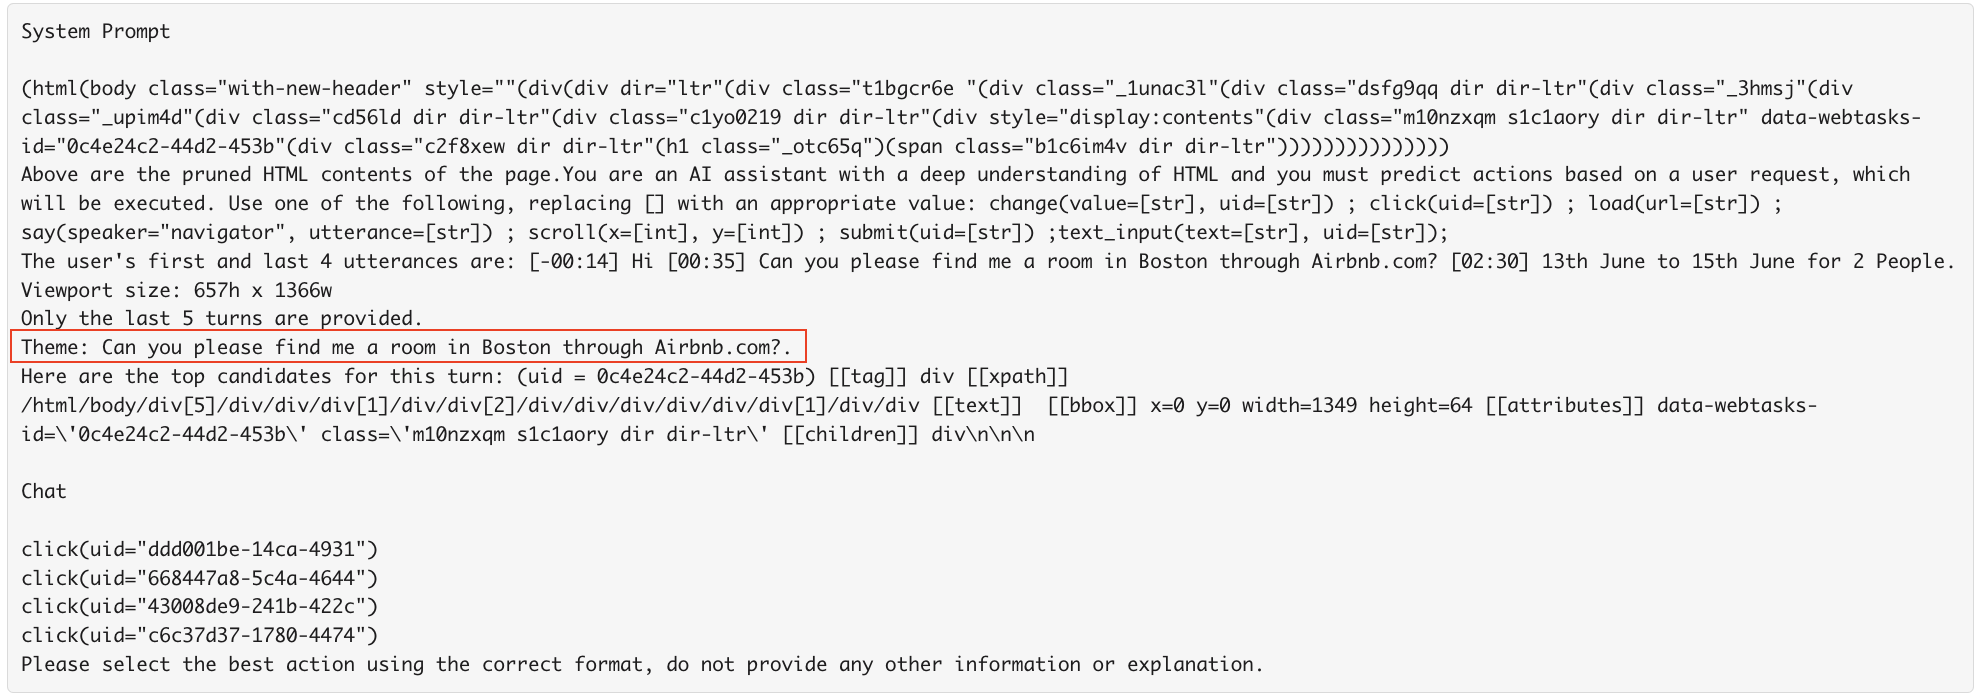 System Prompt
(html(body class="with-new-header" style=""(div(div dir="ltr"(div class="t1bgcr6e "(div class="_1unac3l"(div class="dsfg9qq dir dir-ltr"(div class="_3hmsj"(div
class="_upim4d"(div class="cd56ld dir dir-ltr"(div class="c1yo0219 dir dir-ltr"(div style="display:contents"(div class="m10nzxqm s1c1aory dir dir-ltr" data-webtasks-
id="0c4e24c2-44d2-453b"(div class="c2f8xew dir dir-ltr"(h1 class="_otc65q")(span class="b1c6im4v dir dir-ltr")))))))))))))))
Above are the pruned HTML contents of the page.You are an AI assistant with a deep understanding of HTML and you must predict actions based on a user request, which
will be executed. Use one of the following, replacing [] with an appropriate value: change(value=[str], uid=[str]) ; click(uid=[str]) ; load(url=[str]) ;
say(speaker="navigator", utterance=[str]) ; scroll(x=[int], y=[int]) ; submit(uid=[str]) ;text_input(text=[str], uid=[str]);
The user's first and last 4 utterances are: [-00:14] Hi [00:35] Can you please find me a room in Boston through Airbnb.com? [02:30] 13th June to 15th June for 2 People.
Viewport size: 657h x 1366w
Only the last 5 turns are provided.
Theme: Can you please find me a room in Boston through Airbnb.com?.
Here are the top candidates for this turn: (uid = 0c4e24c2-44d2-453b) [[tag]] div [[xpath]]
/html/body/div[5]/div/div/div[1]/div/div[2]/div/div/div/div/div/div[1]/div/div [[text]]  [[bbox]] x=0 y=0 width=1349 height=64 [[attributes]] data-webtasks-
id=\'0c4e24c2-44d2-453b\' class=\'m10nzxqm s1c1aory dir dir-ltr\' [[children]] div\n\n\n
Chat
click(uid="ddd001be-14ca-4931")
click(uid="668447a8-5c4a-4644")
click(uid="43008de9-241b-422c")
click(uid="c6c37d37-1780-4474")
Please select the best action using the correct format, do not provide any other information or explanation.